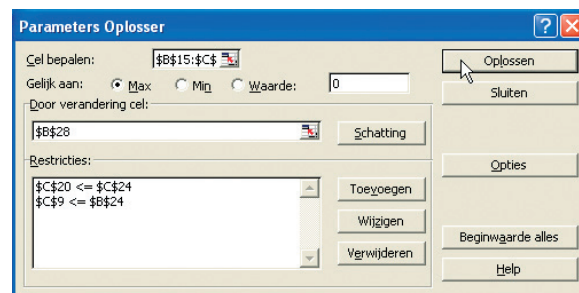 Parameters Oplosser
Cel bepalen: $B$15:$C$ Oplossen
Gelijk aan: Max Min Waarde: 0 Sluiten
Door verandering cel:
$B$28 Schatting
Restricties: Opties
$C$20 <= $C$24 Toevoegen
$C$9 <= $B$24
Wijzigen
Beginwaarde alles
Verwijderen
Help